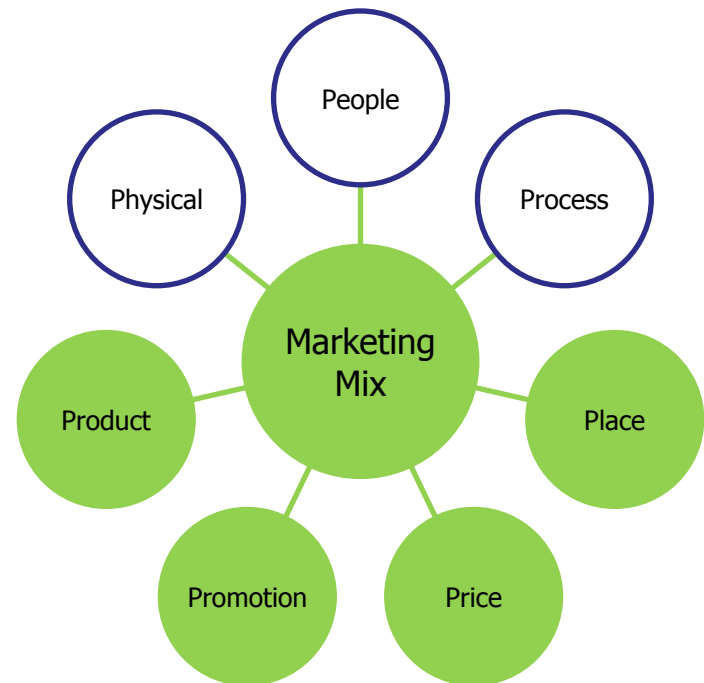 People
Physical
Process
Marketing
Mix
Product
Place
Promotion
Price